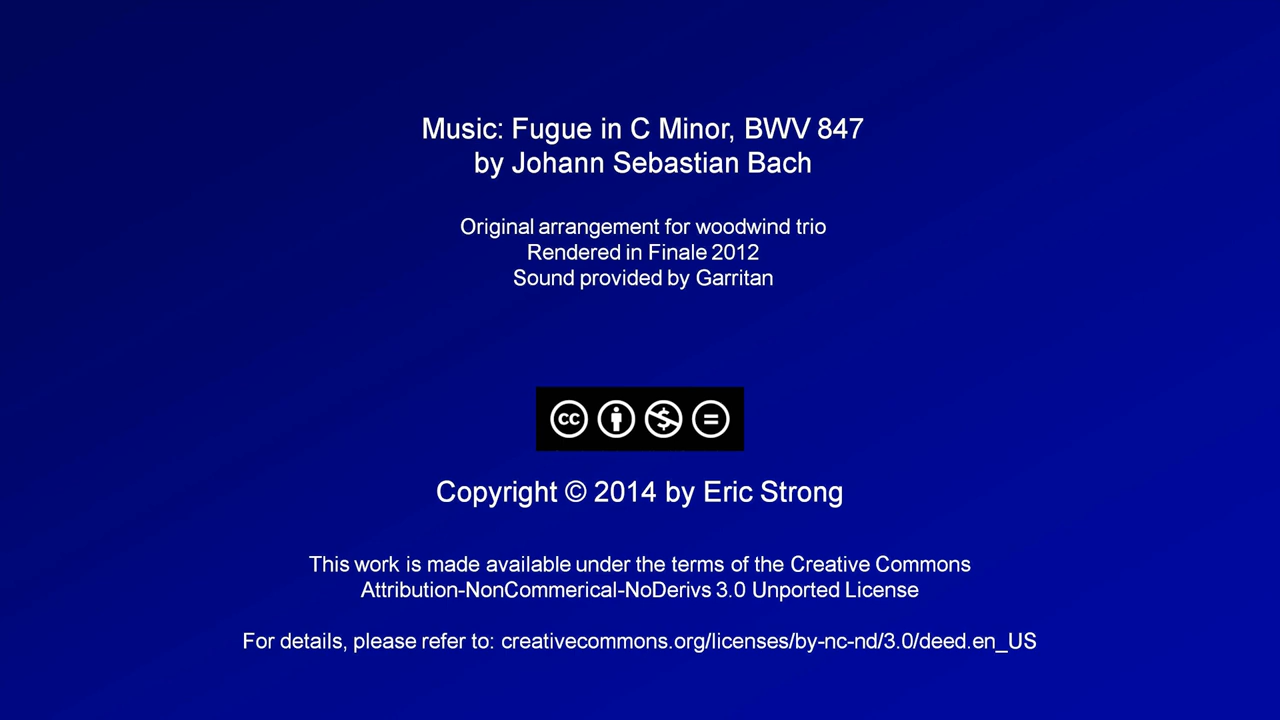 Music: Fugue in C Minor, BWV 847
by Johann Sebastian Bach
Original arrangement for woodwind trio
Rendered in Finale 2012
Sound provided by Garritan
cc
Copyright © 2014 by Eric Strong
This work is made available under the terms of the Creative Commons
Attribution-NonCommerical-NoDerivs 3.0 Unported License
For details, please refer to: creativecommons.org/licenses/by-nc-nd/3.0/deed.en_US